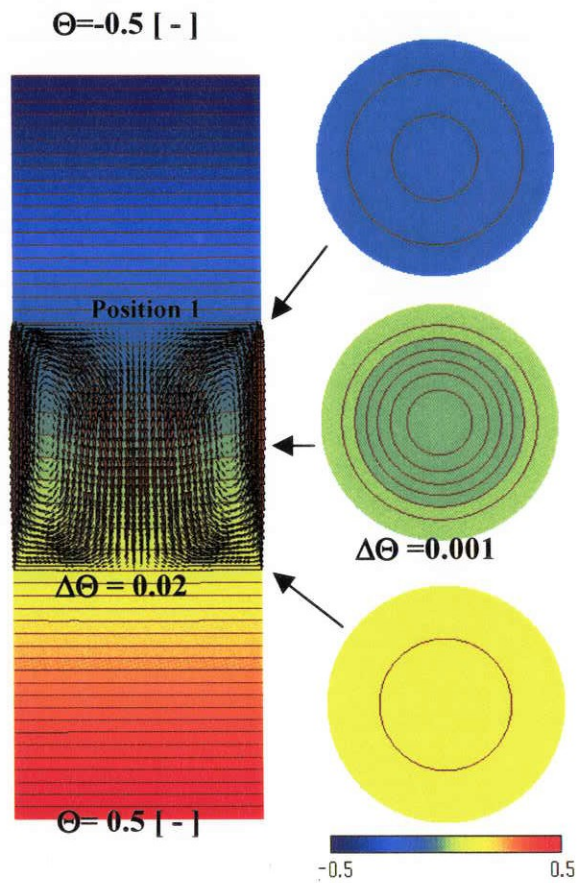 Θ=-0.5 [ - ]
Position 1
ΔΘ = 0.02
ΔΘ =0.001
Θ= 0.5 [ - ]
-0.5
0.5